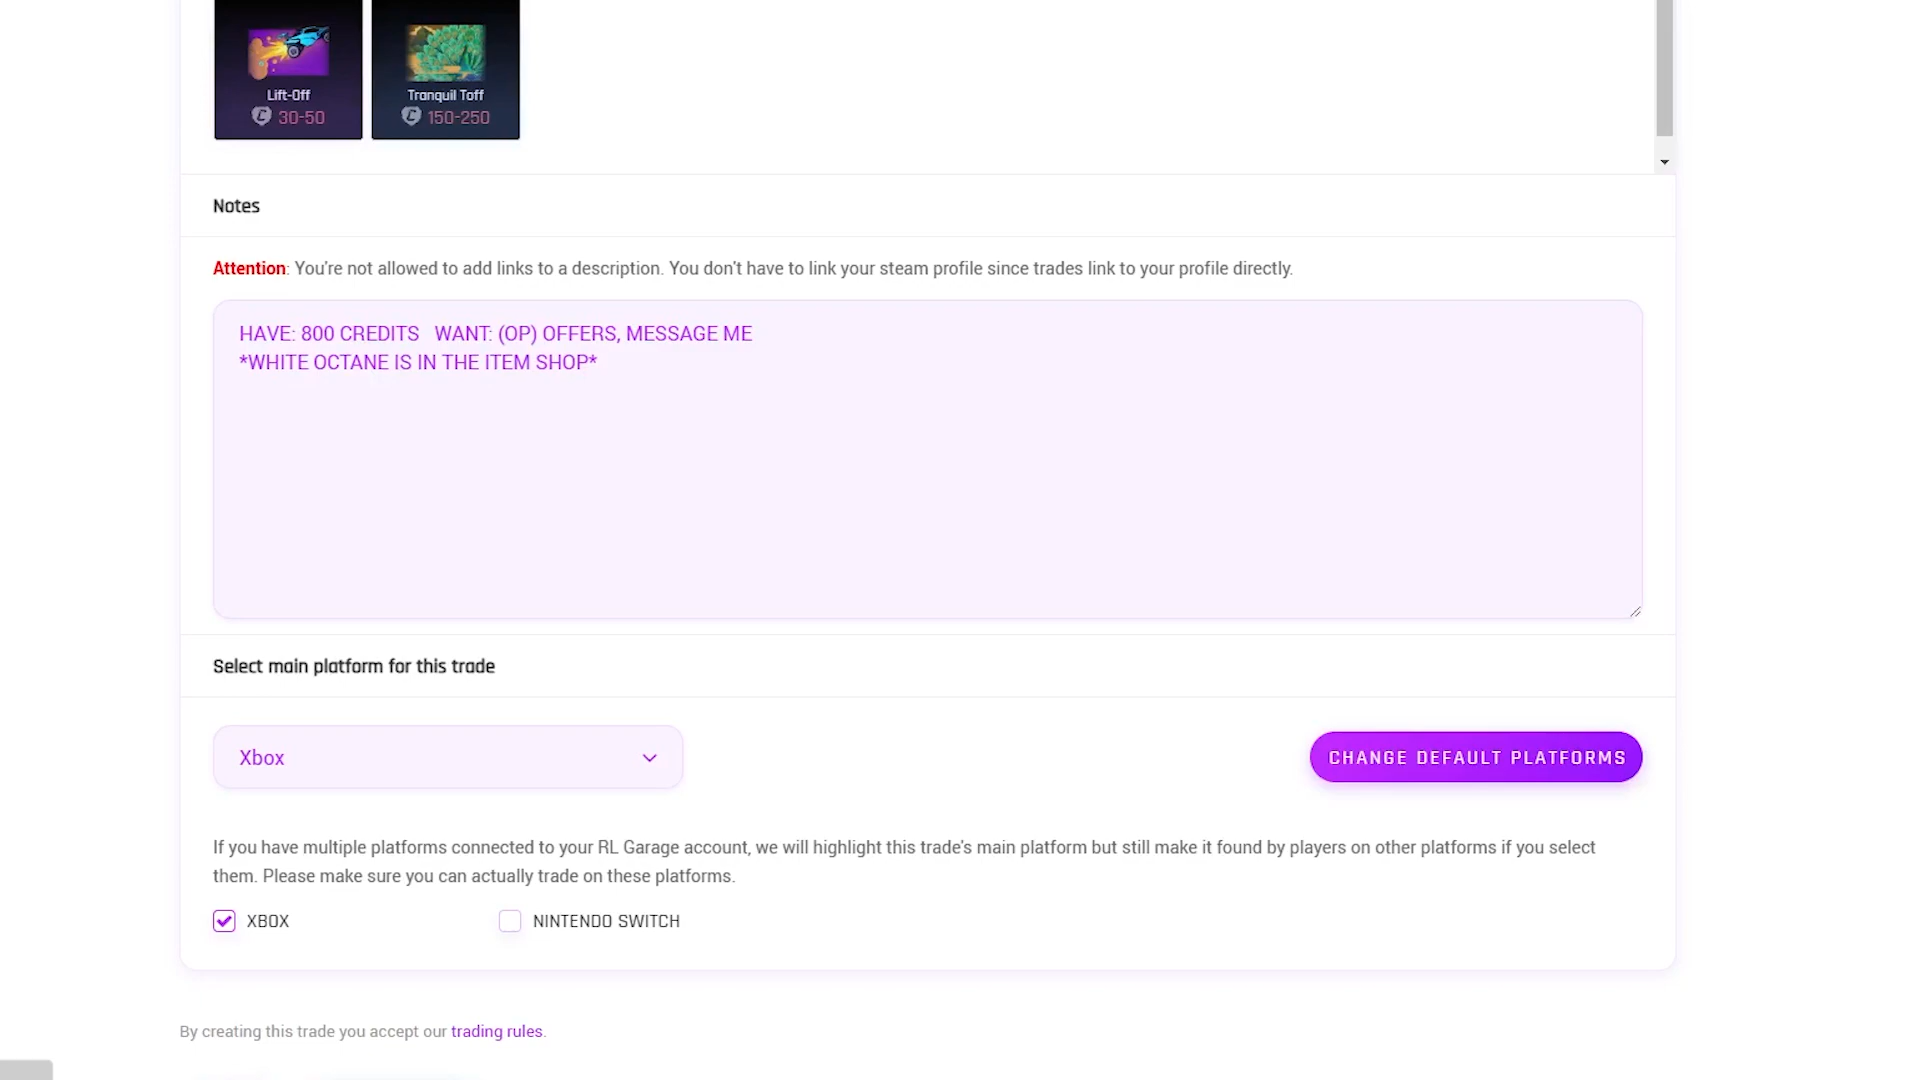 Lift-Off
30-50
Tranquil Toff
150-250
Notes
Attention: You're not allowed to add links to a description. You don't have to link your steam profile since trades link to your profile directly.
HAVE: 800 CREDITS   WANT: (OP) OFFERS, MESSAGE ME
*WHITE OCTANE IS IN THE ITEM SHOP*
Select main platform for this trade
Xbox
CHANGE DEFAULT PLATFORMS
If you have multiple platforms connected to your RL Garage account, we will highlight this trade's main platform but still make it found by players on other platforms if you select
them. Please make sure you can actually trade on these platforms.
XBOX
NINTENDO SWITCH
By creating this trade you accept our trading rules.